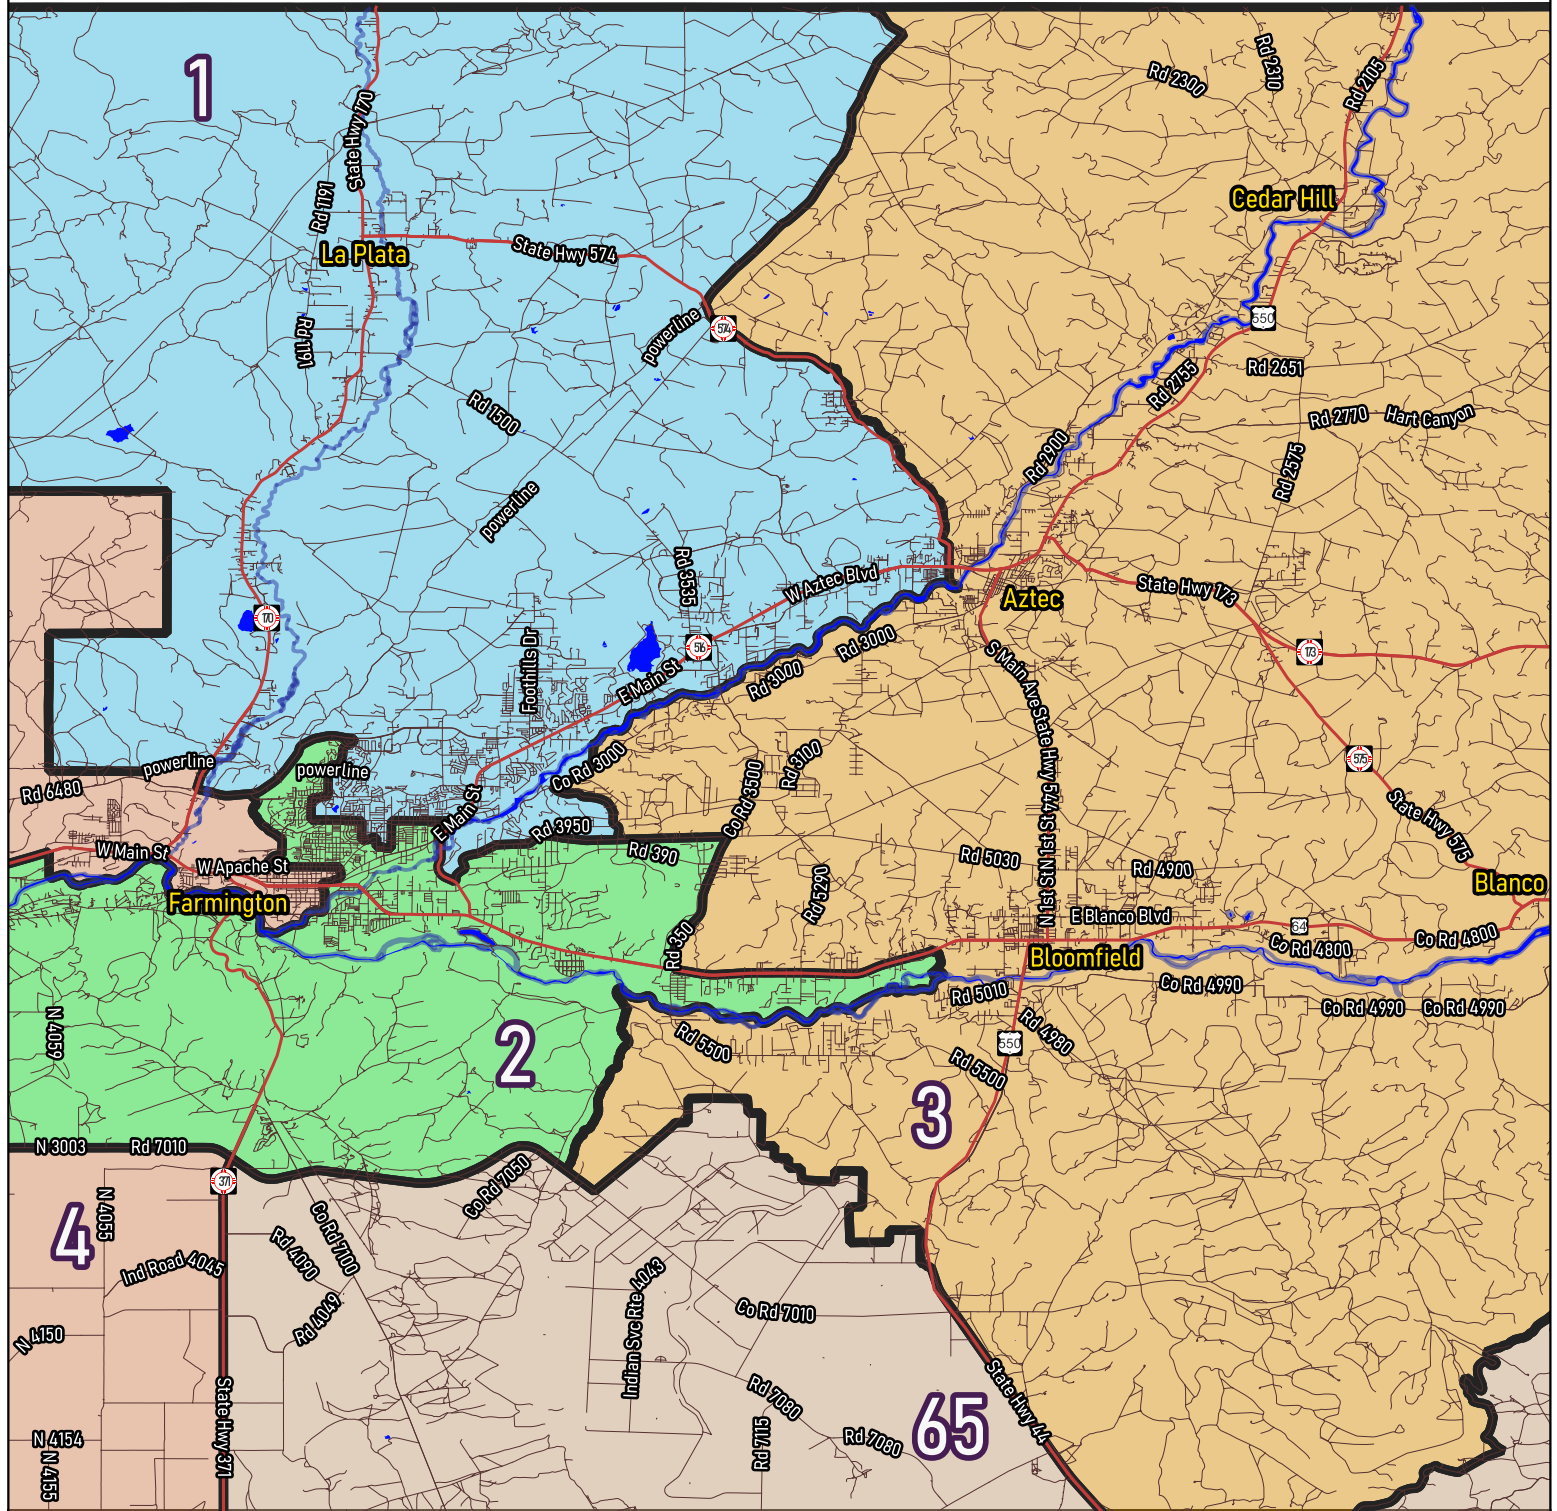 1
State Hwy 170
Rd 2300
Rd 2310
Rd 2105
Rd 1191
Cedar Hill
La Plata
State Hwy 574
550
574
powerline
Rd 1191
Rd 2651
Rd 2755
Rd 1500
Rd 2770
Hart Canyon
Rd 2900
Rd 2575
powerline
Rd 3535
W Aztec Blvd
State Hwy 173
Aztec
170
516
Rd 3000
173
Foothills Dr
E Main St
Rd 3000
S Main Ave
State Hwy 544
powerline
powerline
Co Rd 3000
Rd 3100
575
Rd 6480
Co Rd 3500
E Main St
Rd 3950
State Hwy 575
W Main St
Rd 390
W Apache St
Rd 5030
Rd 4900
N 1st St
N 1st St
Blanco
Farmington
Rd 5290
E Blanco Blvd
64
Rd 350
Co Rd 4800
Co Rd 4800
Bloomfield
Rd 5010
Co Rd 4990
Co Rd 4990
Co Rd 4990
N 4059
2
Rd 5500
Rd 4980
550
Rd 5500
3
N 3003
Rd 7010
371
Co Rd 7050
4
N 4055
Co Rd 7100
Rd 4090
Ind Road 4045
Indian Svc Rte 4043
Rd 4049
Co Rd 7010
N 4150
State Hwy 371
Rd 7080
State Hwy 44
65
Rd 7115
Rd 7080
N 4154
N 4155